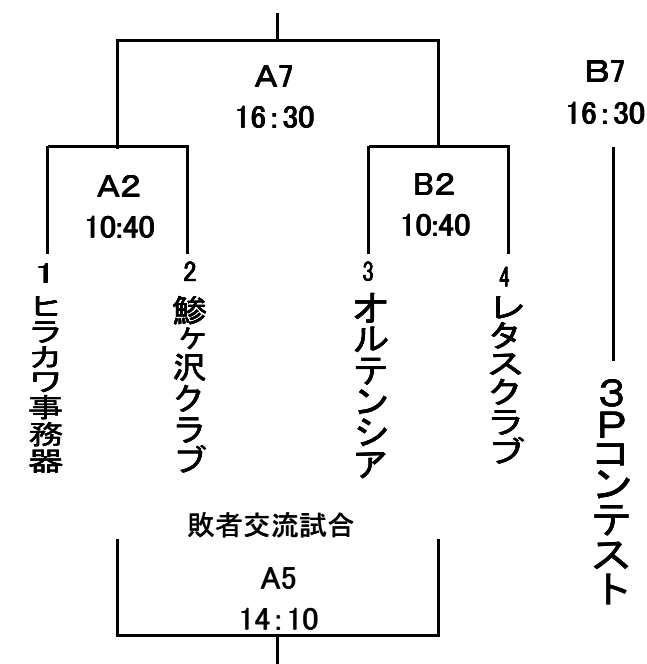 A7
16:30
B7
16:30
A2
10:40
B2
10:40
1
ヒラカワ事務器
2
鰺ヶ沢クラブ
3
オルテンシア
4
レタスクラブ
3Pコンテスト
敗者交流試合
A5
14:10